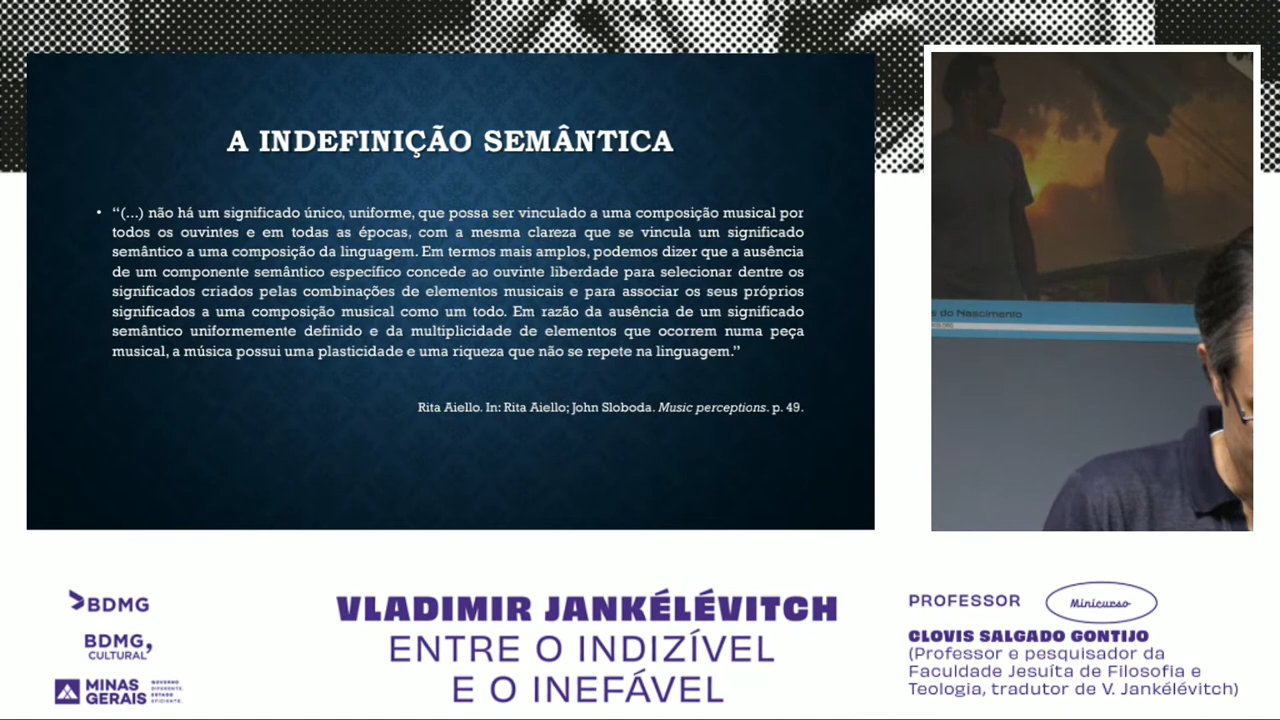 A INDEFINIÇÃO SEMÂNTICA
• “(...) não há um significado único, uniforme, que possa ser vinculado a uma composição musical por
todos os ouvintes e em todas as épocas, com a mesma clareza que se vincula um significado
semântico a uma composição da linguagem. Em termos mais amplos, podemos dizer que a ausência
de um componente semântico específico concede ao ouvinte liberdade para selecionar dentre os
significados criados pelas combinações de elementos musicais e para associar os seus próprios
significados a uma composição musical como um todo. Em razão da ausência de um significado
semântico uniformemente definido e da multiplicidade de elementos que ocorrem numa peça
musical, a música possui uma plasticidade e uma riqueza que não se repete na linguagem.”
Rita Aiello. In: Rita Aiello; John Sloboda. Music perceptions. p. 49.
e do Nascimento
BDMG
BDMG,
CULTURAL
MINAS
GERAIS
GOVERNO
DIFERENTE.
ESTADO
EFICIENTE.
VLADIMIR JANKÉLÉVITCH
ENTRE O INDIZÍVEL
E O INEFÁVEL
PROFESSOR Minicurso
CLOVIS SALGADO GONTIJO
(Professor e pesquisador da
Faculdade Jesuíta de Filosofia e
Teologia, tradutor de V. Jankélévitch)